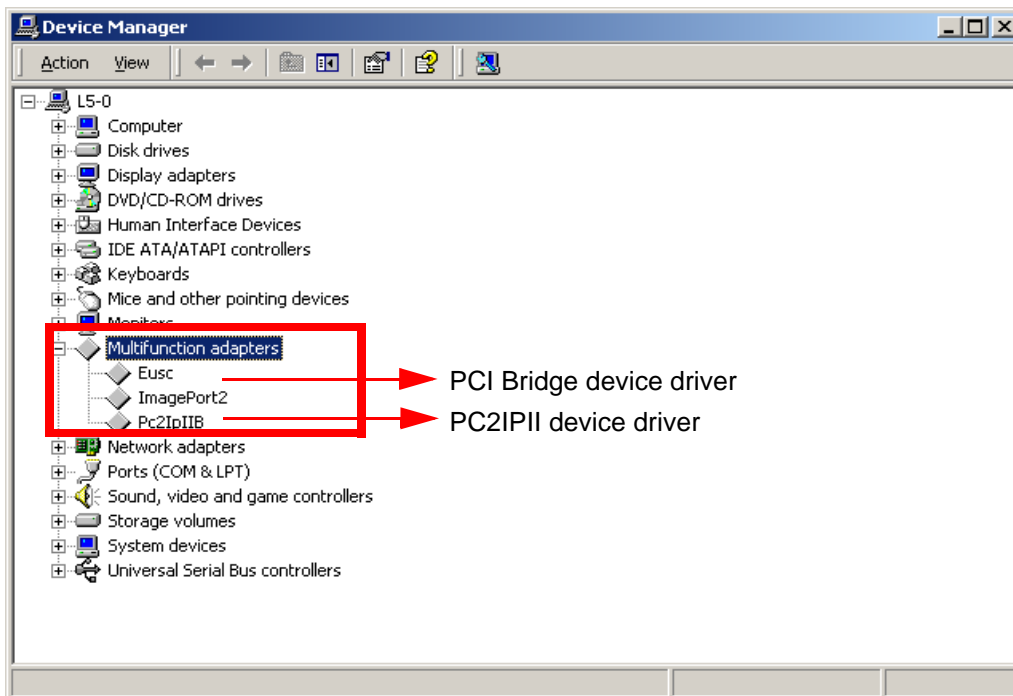 Device Manager
Action View
L5-0
Computer
Disk drives
Display adapters
DVD/CD-ROM drives
Human Interface Devices
IDE ATA/ATAPI controllers
Keyboards
Mice and other pointing devices
Monitors
Multifunction adapters
Eusc PCI Bridge device driver
ImagePort2
Pc2IpIIB PC2IPII device driver
Network adapters
Ports (COM & LPT)
Sound, video and game controllers
Storage volumes
System devices
Universal Serial Bus controllers